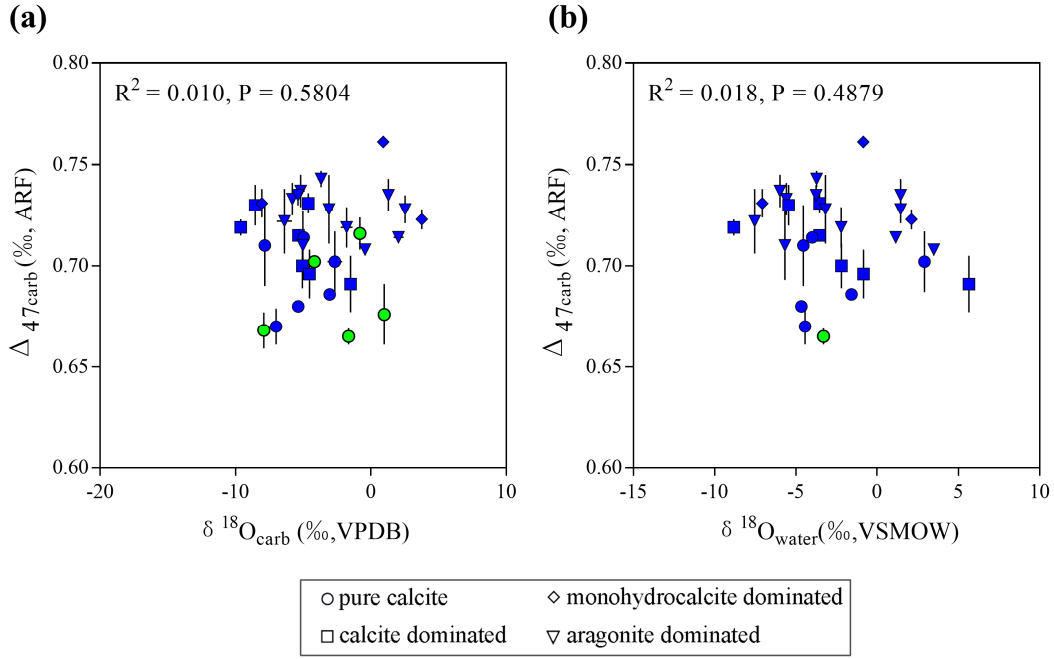 (a)
R² = 0.010, P = 0.5804
0.80
0.75
0.70
0.65
0.60
Δ 47carb (‰, ARF)
-20
-10
0
10
δ ¹⁸Ocarb (‰,VPDB)
(b)
R² = 0.018, P = 0.4879
0.80
0.75
0.70
0.65
0.60
Δ 47carb (‰, ARF)
-15
-10
-5
0
5
10
δ ¹⁸Owater(‰,VSMOW)
pure calcite
monohydrocalcite dominated
calcite dominated
aragonite dominated